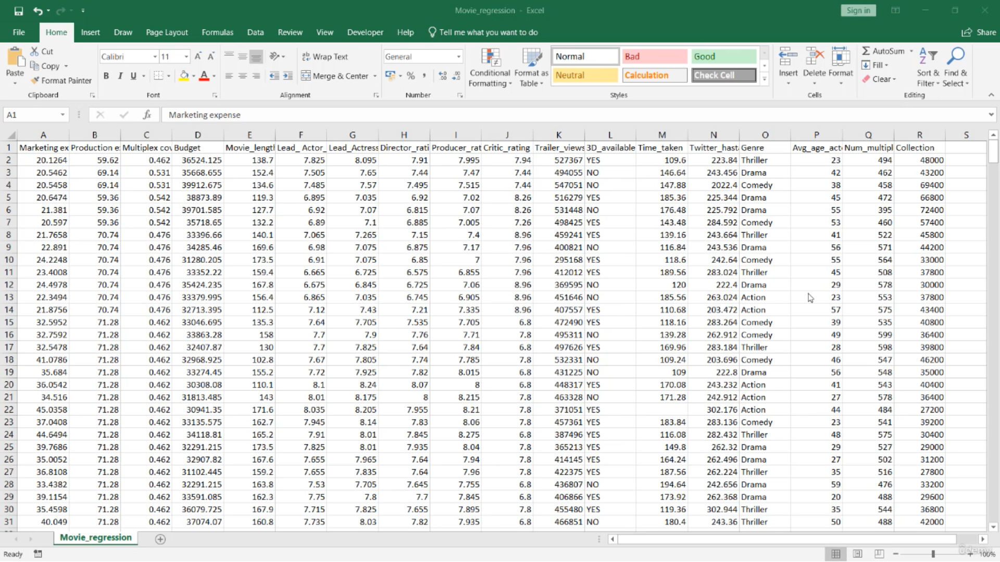 Movie_regression - Excel
Sign in
File Home Insert Draw Page Layout Formulas Data Review View Developer Help Tell me what you want to do Share
Paste Cut Copy Format Painter Clipboard
Calibri 11 B I U Font
Wrap Text Merge & Center Alignment
General % Number
Conditional Formatting Format as Table Normal Bad Good Neutral Calculation Check Cell Styles
Insert Delete Format Cells
AutoSum Fill Clear Sort & Filter Find & Select Editing
A1 fx Marketing expense
A B C D E F G H I J K L M N O P Q R S
1 Marketing ex Production e Multiplex cov Budget Movie_length Lead_ Actor_ Lead_Actress Director_rati Producer_rat Critic_rating Trailer_views 3D_available Time_taken Twitter_hast Genre Avg_age_acto Num_multipl Collection
2 20.1264 59.62 0.462 36524.125 138.7 7.825 8.095 7.91 7.995 7.94 527367 YES 109.6 223.84 Thriller 23 494 48000
3 20.5462 69.14 0.531 35668.655 152.4 7.505 7.65 7.44 7.47 7.44 494055 NO 146.64 243.456 Drama 42 462 43200
4 20.5458 69.14 0.531 39912.675 134.6 7.485 7.57 7.495 7.515 7.44 547051 NO 147.88 2022.4 Comedy 38 458 69400
5 20.6474 59.36 0.542 38873.89 119.3 6.895 7.035 6.92 7.02 8.26 516279 YES 185.36 225.344 Drama 45 472 66800
6 21.381 59.36 0.542 39701.585 127.7 6.92 7.07 6.815 7.07 8.26 531448 NO 176.48 225.792 Drama 55 395 72400
7 20.597 59.36 0.542 35718.65 132.2 6.89 7.1 6.885 7.005 7.26 498425 YES 143.48 284.592 Comedy 53 460 57400
8 21.7658 70.74 0.476 33396.66 140.1 7.065 7.265 7.15 7.4 8.96 459241 YES 139.16 243.664 Thriller 41 522 45800
9 22.891 70.74 0.476 34285.46 169.6 6.98 7.075 6.875 7.17 7.96 400821 NO 116.84 243.536 Drama 56 571 44200
10 24.2248 70.74 0.476 31280.205 173.5 6.91 7.075 6.85 7 7.96 295168 YES 118.6 242.64 Comedy 55 564 33000
11 23.4008 70.74 0.476 33352.22 159.4 6.665 6.725 6.575 6.855 7.96 412012 YES 189.56 283.024 Thriller 45 508 37800
12 24.4978 70.74 0.476 35424.235 167.8 6.675 6.845 6.725 7.06 8.96 369595 NO 120 222.4 Drama 29 578 30000
13 22.3494 70.74 0.476 33379.995 156.4 6.865 7.035 6.745 6.905 8.96 451646 NO 185.56 263.024 Action 23 553 37800
14 21.8756 70.74 0.476 32713.395 112.5 7.12 7.43 7.21 7.335 8.96 407557 YES 110.68 203.472 Action 57 575 43400
15 32.5952 71.28 0.462 33046.695 135.3 7.64 7.705 7.535 7.705 6.8 472490 YES 118.16 283.264 Comedy 39 535 40800
16 32.7592 71.28 0.462 33863.28 158 7.7 7.9 7.76 7.71 7.8 495311 NO 139.28 262.912 Comedy 49 599 36400
17 32.5478 71.28 0.462 32407.87 130 7.7 7.825 7.64 7.84 6.8 497626 YES 169.96 283.184 Thriller 28 598 39800
18 41.0786 71.28 0.462 32968.925 102.8 7.67 7.805 7.74 7.785 7.8 532331 NO 109.24 203.696 Comedy 46 547 46200
19 35.684 71.28 0.462 33274.45 155.2 7.72 7.925 7.82 8.015 6.8 431225 NO 109 222.8 Drama 56 548 35000
20 36.0542 71.28 0.462 30308.08 110.1 8.1 8.24 8.07 8 6.8 448317 YES 170.08 243.232 Action 41 543 40400
21 34.516 71.28 0.462 31813.485 143 8.01 8.175 8 8.215 7.8 463328 NO 171.28 242.912 Action 27 578 36400
22 45.0358 71.28 0.462 30941.35 171.6 8.035 8.205 7.955 8.21 7.8 371051 YES 302.176 Action 44 484 27200
23 37.0408 71.28 0.462 33135.575 162.7 7.945 8.14 7.83 8.06 7.8 457361 YES 183.84 283.136 Comedy 23 541 39200
24 44.6494 71.28 0.462 34118.81 165.2 7.91 8.01 7.845 8.275 6.8 387496 YES 116.08 282.432 Thriller 48 575 30400
25 39.7686 71.28 0.462 32291.215 173.5 7.825 8.01 7.935 8.04 7.8 365213 YES 149.8 262.32 Drama 29 527 29000
26 35.0052 71.28 0.462 32907.82 167.6 7.655 7.965 7.64 7.94 7.8 414145 YES 164.24 262.496 Drama 27 502 31200
27 36.8108 71.28 0.462 31102.445 159.2 7.655 7.835 7.64 7.96 7.8 422375 YES 187.56 262.224 Thriller 35 516 27800
28 33.4382 71.28 0.462 32291.215 163.8 7.53 7.705 7.645 7.755 6.8 436807 NO 194.64 242.656 Drama 59 476 33200
29 39.1154 71.28 0.462 33591.085 162.3 7.75 7.8 7.7 7.845 6.8 406866 YES 173.92 262.368 Drama 20 488 29600
30 35.4598 71.28 0.462 36079.725 167.9 7.715 7.825 7.655 7.895 7.8 455480 YES 119.36 302.944 Thriller 35 544 36800
31 40.049 71.28 0.462 37074.07 160.8 7.735 8.03 7.82 7.935 6.8 466851 NO 180.4 243.36 Thriller 50 488 42000
Movie_regression
Ready 100%
ûdemy